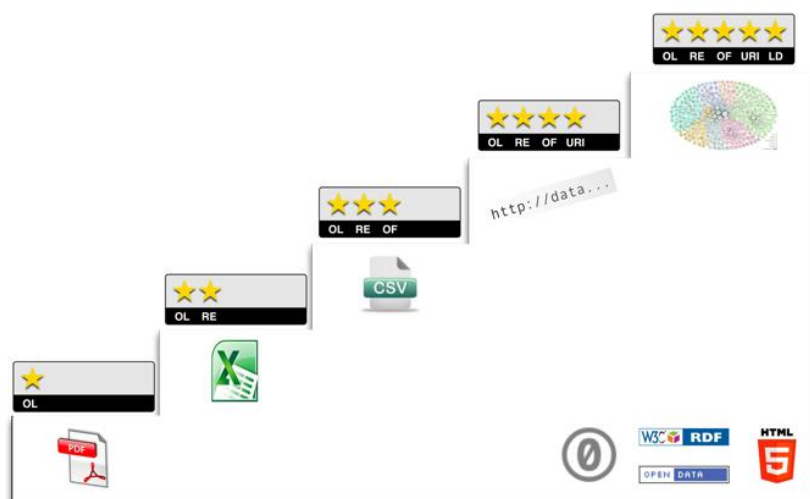 OL RE OF URI LD
OL RE OF URI
http://data...
OL RE OF
CSV
OL RE
X
OL
PDF
0
W3C RDF
OPEN DATA
HTML
5